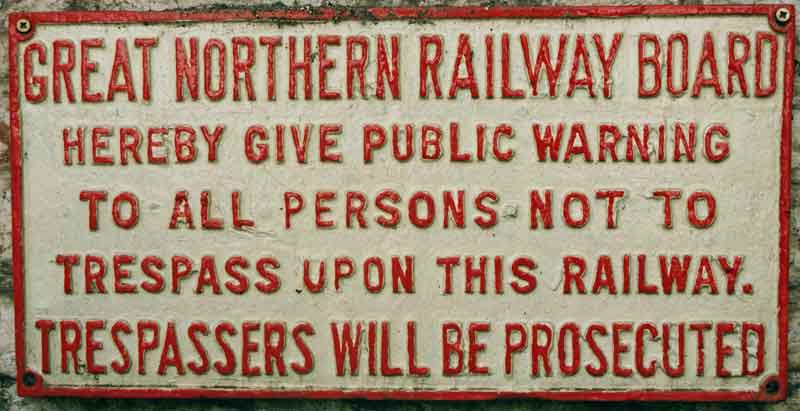 GREAT NORTHERN RAILWAY BOARD
HEREBY GIVE PUBLIC WARNING
TO ALL PERSONS NOT TO
TRESPASS UPON THIS RAILWAY.
TRESPASSERS WILL BE PROSECUTED